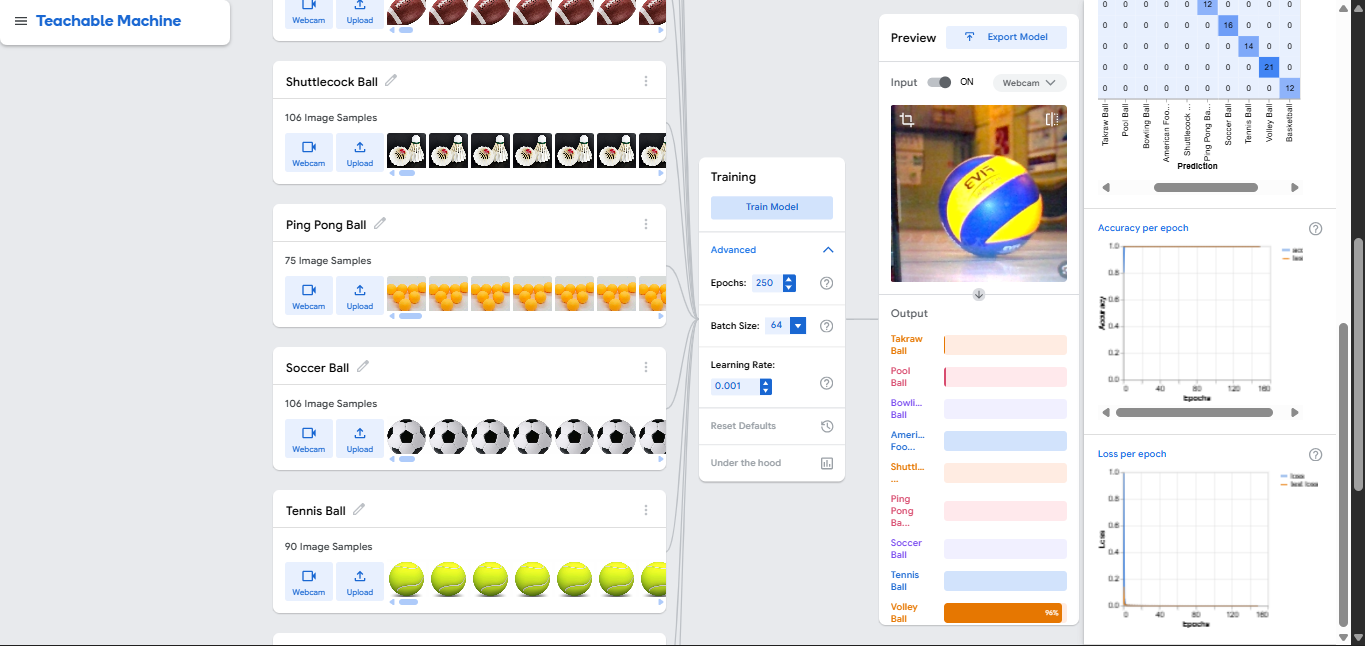 Teachable Machine
Webcam
Upload
Shuttlecock Ball
106 Image Samples
Webcam
Upload
Ping Pong Ball
75 Image Samples
Webcam
Upload
Soccer Ball
106 Image Samples
Webcam
Upload
Tennis Ball
90 Image Samples
Webcam
Upload
Training
Train Model
Advanced
Epochs: 250
Batch Size: 64
Learning Rate:
0.001
Reset Defaults
Under the hood
Preview
Export Model
Input ON Webcam
Output
Takraw
Ball
Pool
Ball
Bowli...
Ball
Ameri...
Foo...
Shuttl...
...
Ping
Pong
Ba...
Soccer
Ball
Tennis
Ball
Volley
Ball
96%
0 0 0 0 0 12 0 0 0 0
0 0 0 0 0 0 16 0 0 0
0 0 0 0 0 0 0 14 0 0
0 0 0 0 0 0 0 0 21 0
0 0 0 0 0 0 0 0 0 12
Takraw Ball
Pool Ball
Bowling Ball
American Foo...
Shuttlecock ...
Ping Pong Ba...
Soccer Ball
Tennis Ball
Volley Ball
Basketball
Prediction
Accuracy per epoch
1.0
0.8
0.6
0.4
0.2
0.0
Accuracy
0 40 80 120 160
Epochs
acc
Loss per epoch
1.0
0.8
0.6
0.4
0.2
0.0
Loss
0 40 80 120 160
Epochs
loss
test loss